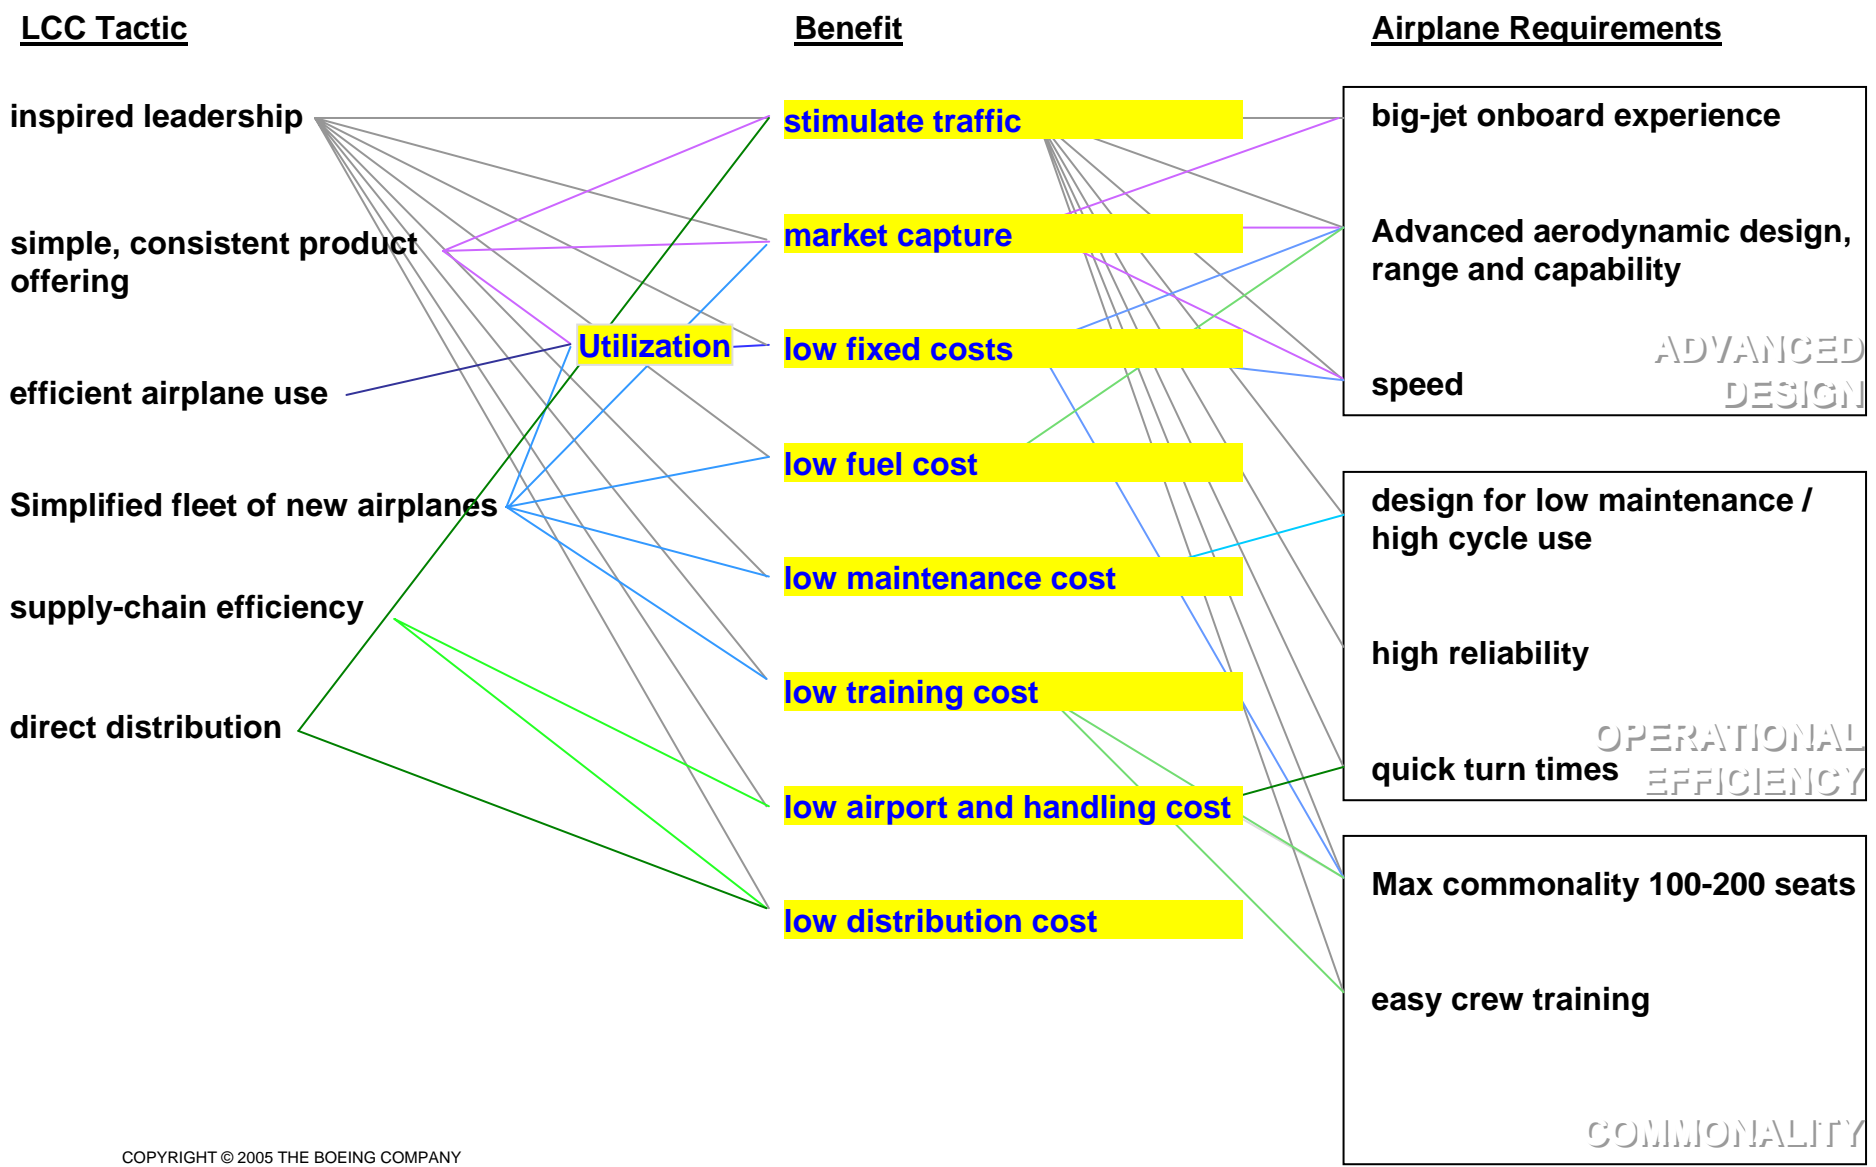 LCC Tactic
Benefit
Airplane Requirements
inspired leadership
simple, consistent product
offering
efficient airplane use
Simplified fleet of new airplanes
supply-chain efficiency
direct distribution
Utilization
stimulate traffic
market capture
low fixed costs
low fuel cost
low maintenance cost
low training cost
low airport and handling cost
low distribution cost
big-jet onboard experience
Advanced aerodynamic design,
range and capability
speed
ADVANCED
DESIGN
design for low maintenance /
high cycle use
high reliability
quick turn times
OPERATIONAL
EFFICIENCY
Max commonality 100-200 seats
easy crew training
COMMONALITY
COPYRIGHT © 2005 THE BOEING COMPANY